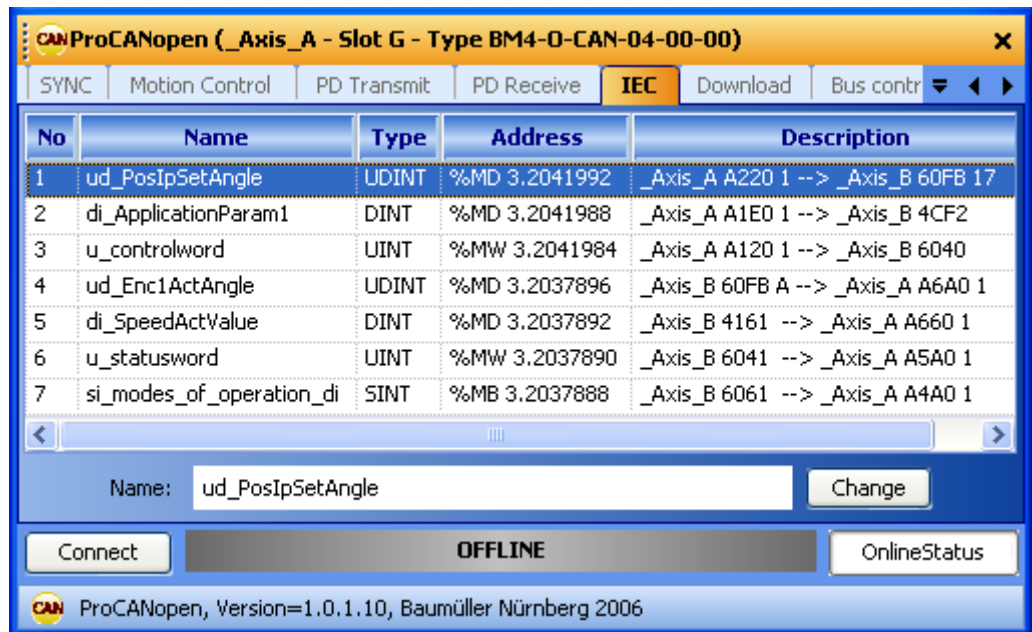 CAN ProCANopen (_Axis_A - Slot G - Type BM4-O-CAN-04-00-00)
SYNC Motion Control PD Transmit PD Receive IEC Download Bus contr
No Name Type Address Description
1 ud_PosIpSetAngle UDINT %MD 3.2041992 _Axis_A A220 1 --> _Axis_B 60FB 17
2 di_ApplicationParam1 DINT %MD 3.2041988 _Axis_A A1E0 1 --> _Axis_B 4CF2
3 u_controlword UINT %MW 3.2041984 _Axis_A A120 1 --> _Axis_B 6040
4 ud_Enc1ActAngle UDINT %MD 3.2037896 _Axis_B 60FB A --> _Axis_A A6A0 1
5 di_SpeedActValue DINT %MD 3.2037892 _Axis_B 4161 --> _Axis_A A660 1
6 u_statusword UINT %MW 3.2037890 _Axis_B 6041 --> _Axis_A A5A0 1
7 si_modes_of_operation_di SINT %MB 3.2037888 _Axis_B 6061 --> _Axis_A A4A0 1
Name: ud_PosIpSetAngle Change
Connect OFFLINE OnlineStatus
CAN ProCANopen, Version=1.0.1.10, Baumüller Nürnberg 2006